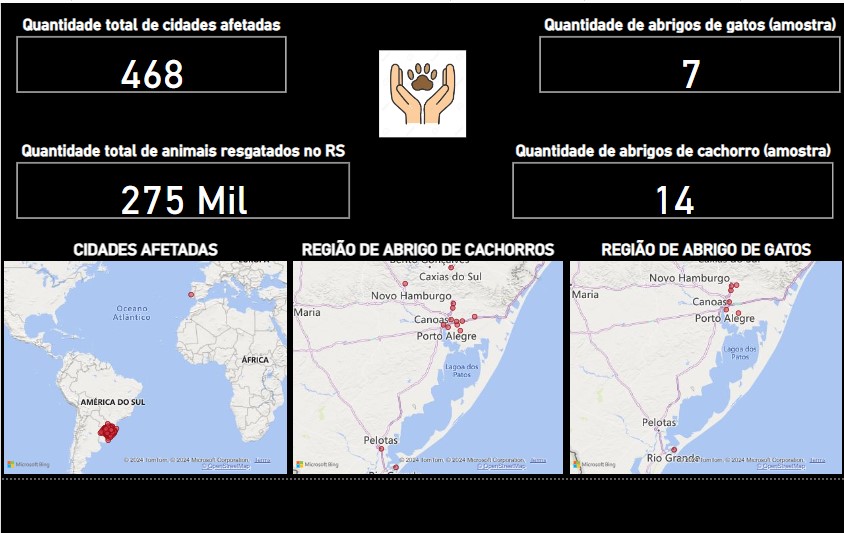 Quantidade total de cidades afetadas
468
Quantidade de abrigos de gatos (amostra)
7
Quantidade total de animais resgatados no RS
275 Mil
Quantidade de abrigos de cachorro (amostra)
14
CIDADES AFETADAS
Oceano
Atlântico
ÁFRICA
AMÉRICA DO SUL
Microsoft Bing
© 2024 TomTom, © 2024 Microsoft Corporation, Terms
© OpenStreetMap
REGIÃO DE ABRIGO DE CACHORROS
Caxias do Sul
Novo Hamburgo
Maria
Canoas
Porto Alegre
Lagoa dos
Patos
Pelotas
Microsoft Bing
© 2024 TomTom, © 2024 Microsoft Corporation, Terms
© OpenStreetMap
REGIÃO DE ABRIGO DE GATOS
Novo Hamburgo
Maria
Canoas
Porto Alegre
Lagoa dos
Patos
Pelotas
Rio Grande
Microsoft Bing
© 2024 TomTom, © 2024 Microsoft Corporation, Terms
© OpenStreetMap